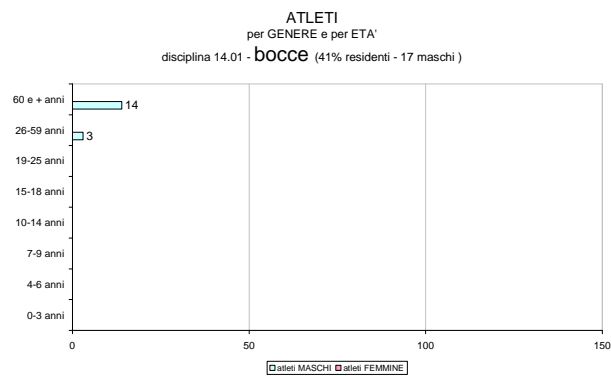 ATLETI
per GENERE e per ETA'
disciplina 14.01 - bocce (41% residenti - 17 maschi )
60 e + anni
14
26-59 anni
3
19-25 anni
15-18 anni
10-14 anni
7-9 anni
4-6 anni
0-3 anni
0
50
100
150
atleti MASCHI
atleti FEMMINE